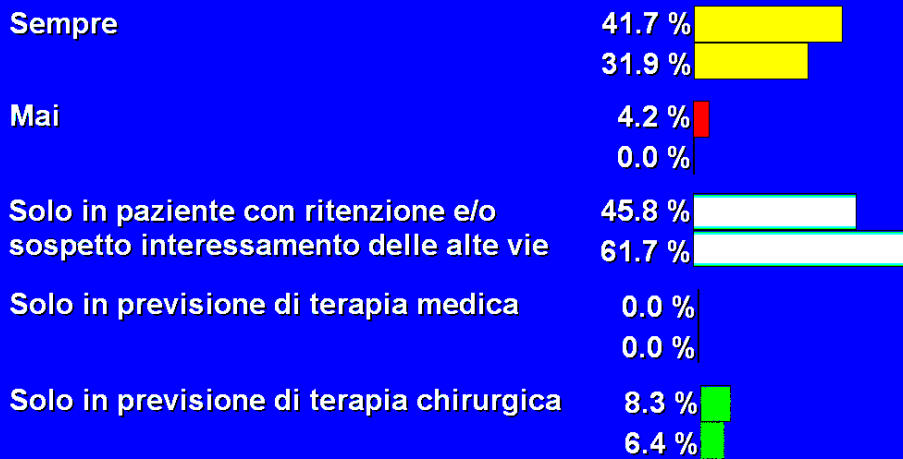 Sempre 41.7 %
31.9 %
Mai 4.2 %
0.0 %
Solo in paziente con ritenzione e/o 45.8 %
sospetto interessamento delle alte vie 61.7 %
Solo in previsione di terapia medica 0.0 %
0.0 %
Solo in previsione di terapia chirurgica 8.3 %
6.4 %